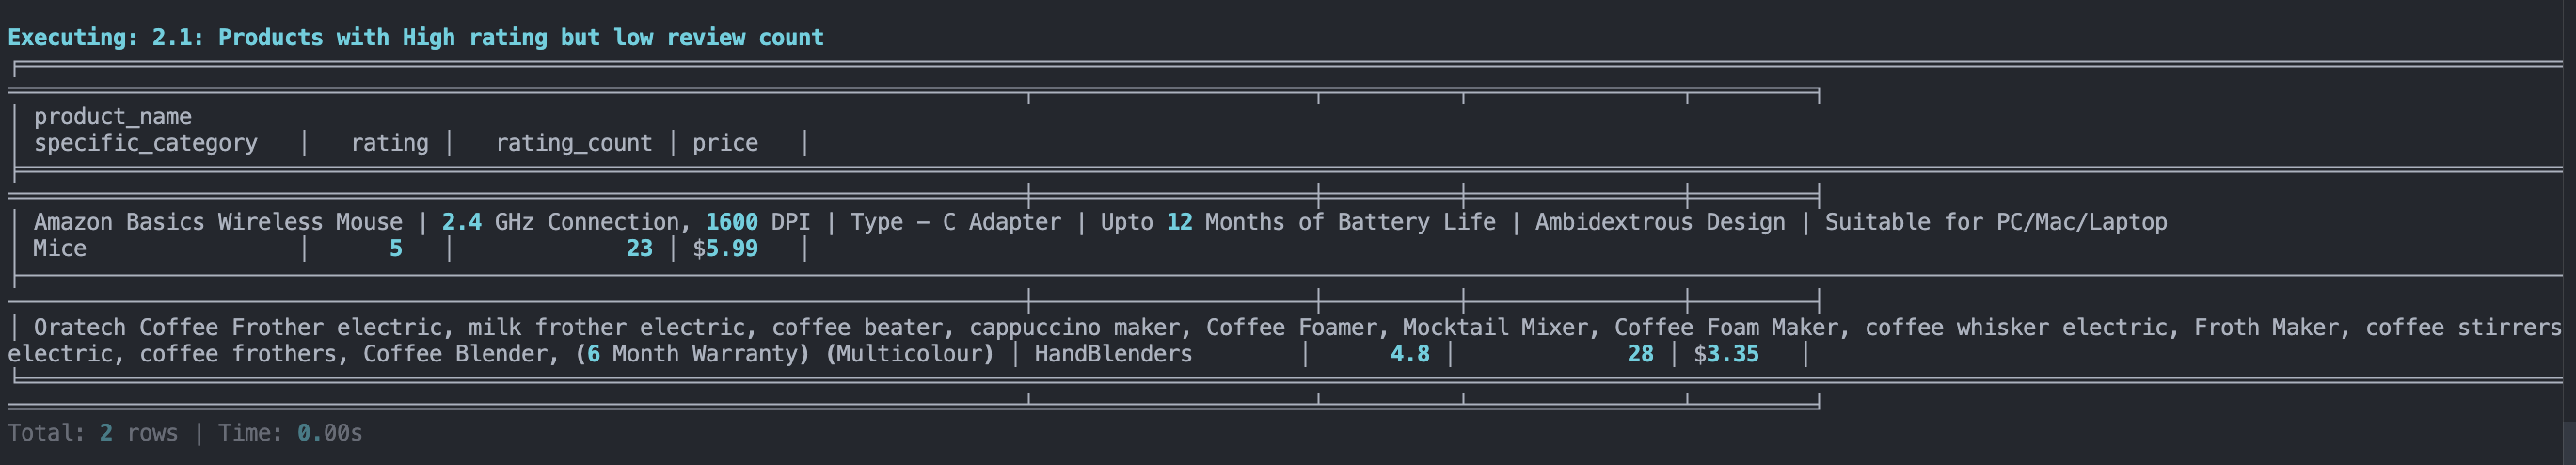 Executing: 2.1: Products with High rating but low review count
product_name
specific_category │ rating │ rating_count │ price │
│ Amazon Basics Wireless Mouse | 2.4 GHz Connection, 1600 DPI | Type - C Adapter | Upto 12 Months of Battery Life | Ambidextrous Design | Suitable for PC/Mac/Laptop
│ Mice │ 5 │ 23 │ $5.99 │
│ Oratech Coffee Frother electric, milk frother electric, coffee beater, cappuccino maker, Coffee Foamer, Mocktail Mixer, Coffee Foam Maker, coffee whisker electric, Froth Maker, coffee stirrers
electric, coffee frothers, Coffee Blender, (6 Month Warranty) (Multicolour) │ HandBlenders │ 4.8 │ 28 │ $3.35 │
Total: 2 rows | Time: 0.00s